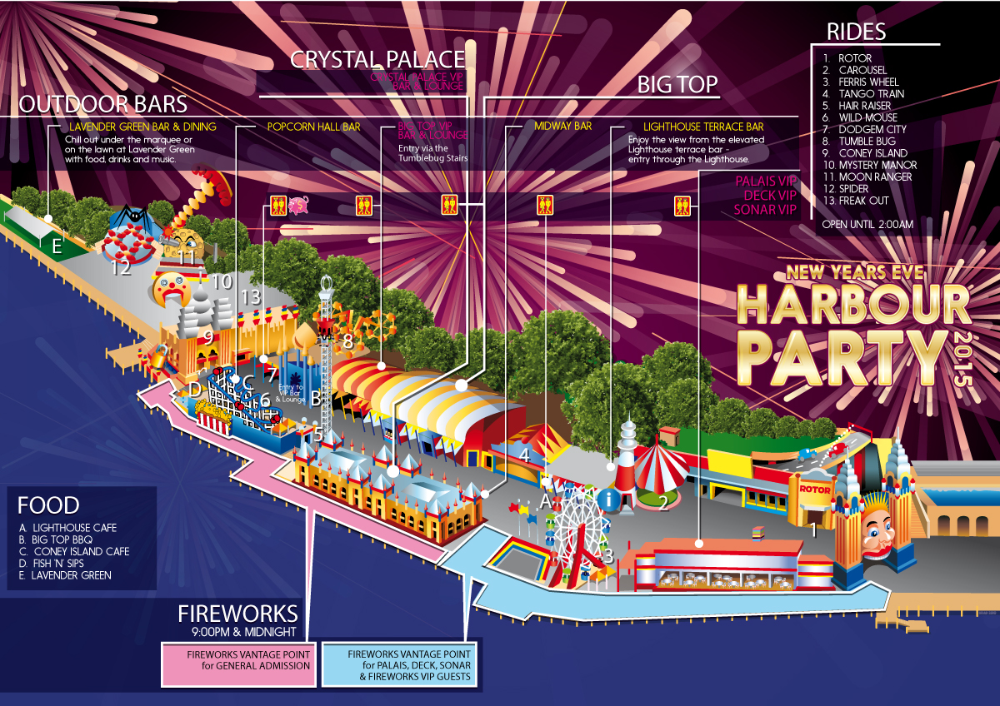 CRYSTAL PALACE
CRYSTAL PALACE VIP
BAR & LOUNGE
BIG TOP
OUTDOOR BARS
LAVENDER GREEN BAR & DINING
Chill out under the marquee or
on the lawn at Lavender Green
with food, drinks and music.
POPCORN HALL BAR
BIG TOP VIP
BAR & LOUNGE
Entry via the
Tumblebug Stairs
MIDWAY BAR
LIGHTHOUSE TERRACE BAR
Enjoy the view from the elevated
Lighthouse terrace bar -
entry through the Lighthouse.
PALAIS VIP
DECK VIP
SONAR VIP
RIDES
1. ROTOR
2. CAROUSEL
3. FERRIS WHEEL
4. TANGO TRAIN
5. HAIR RAISER
6. WILD MOUSE
7. DODGEM CITY
8. TUMBLE BUG
9. CONEY ISLAND
10. MYSTERY MANOR
11. MOON RANGER
12. SPIDER
13. FREAK OUT
OPEN UNTIL 2:00AM
NEW YEARS EVE
HARBOUR
PARTY
2015
E
12
11
10
13
9
8
D
C
7
6
Entry to
VIP Bar
& Lounge
B
5
4
A
i
2
3
ROTOR
1
FOOD
A. LIGHTHOUSE CAFE
B. BIG TOP BBQ
C. CONEY ISLAND CAFE
D. FISH 'N' SIPS
E. LAVENDER GREEN
FIREWORKS
9:00PM & MIDNIGHT
FIREWORKS VANTAGE POINT
for GENERAL ADMISSION
FIREWORKS VANTAGE POINT
for PALAIS, DECK, SONAR
& FIREWORKS VIP GUESTS